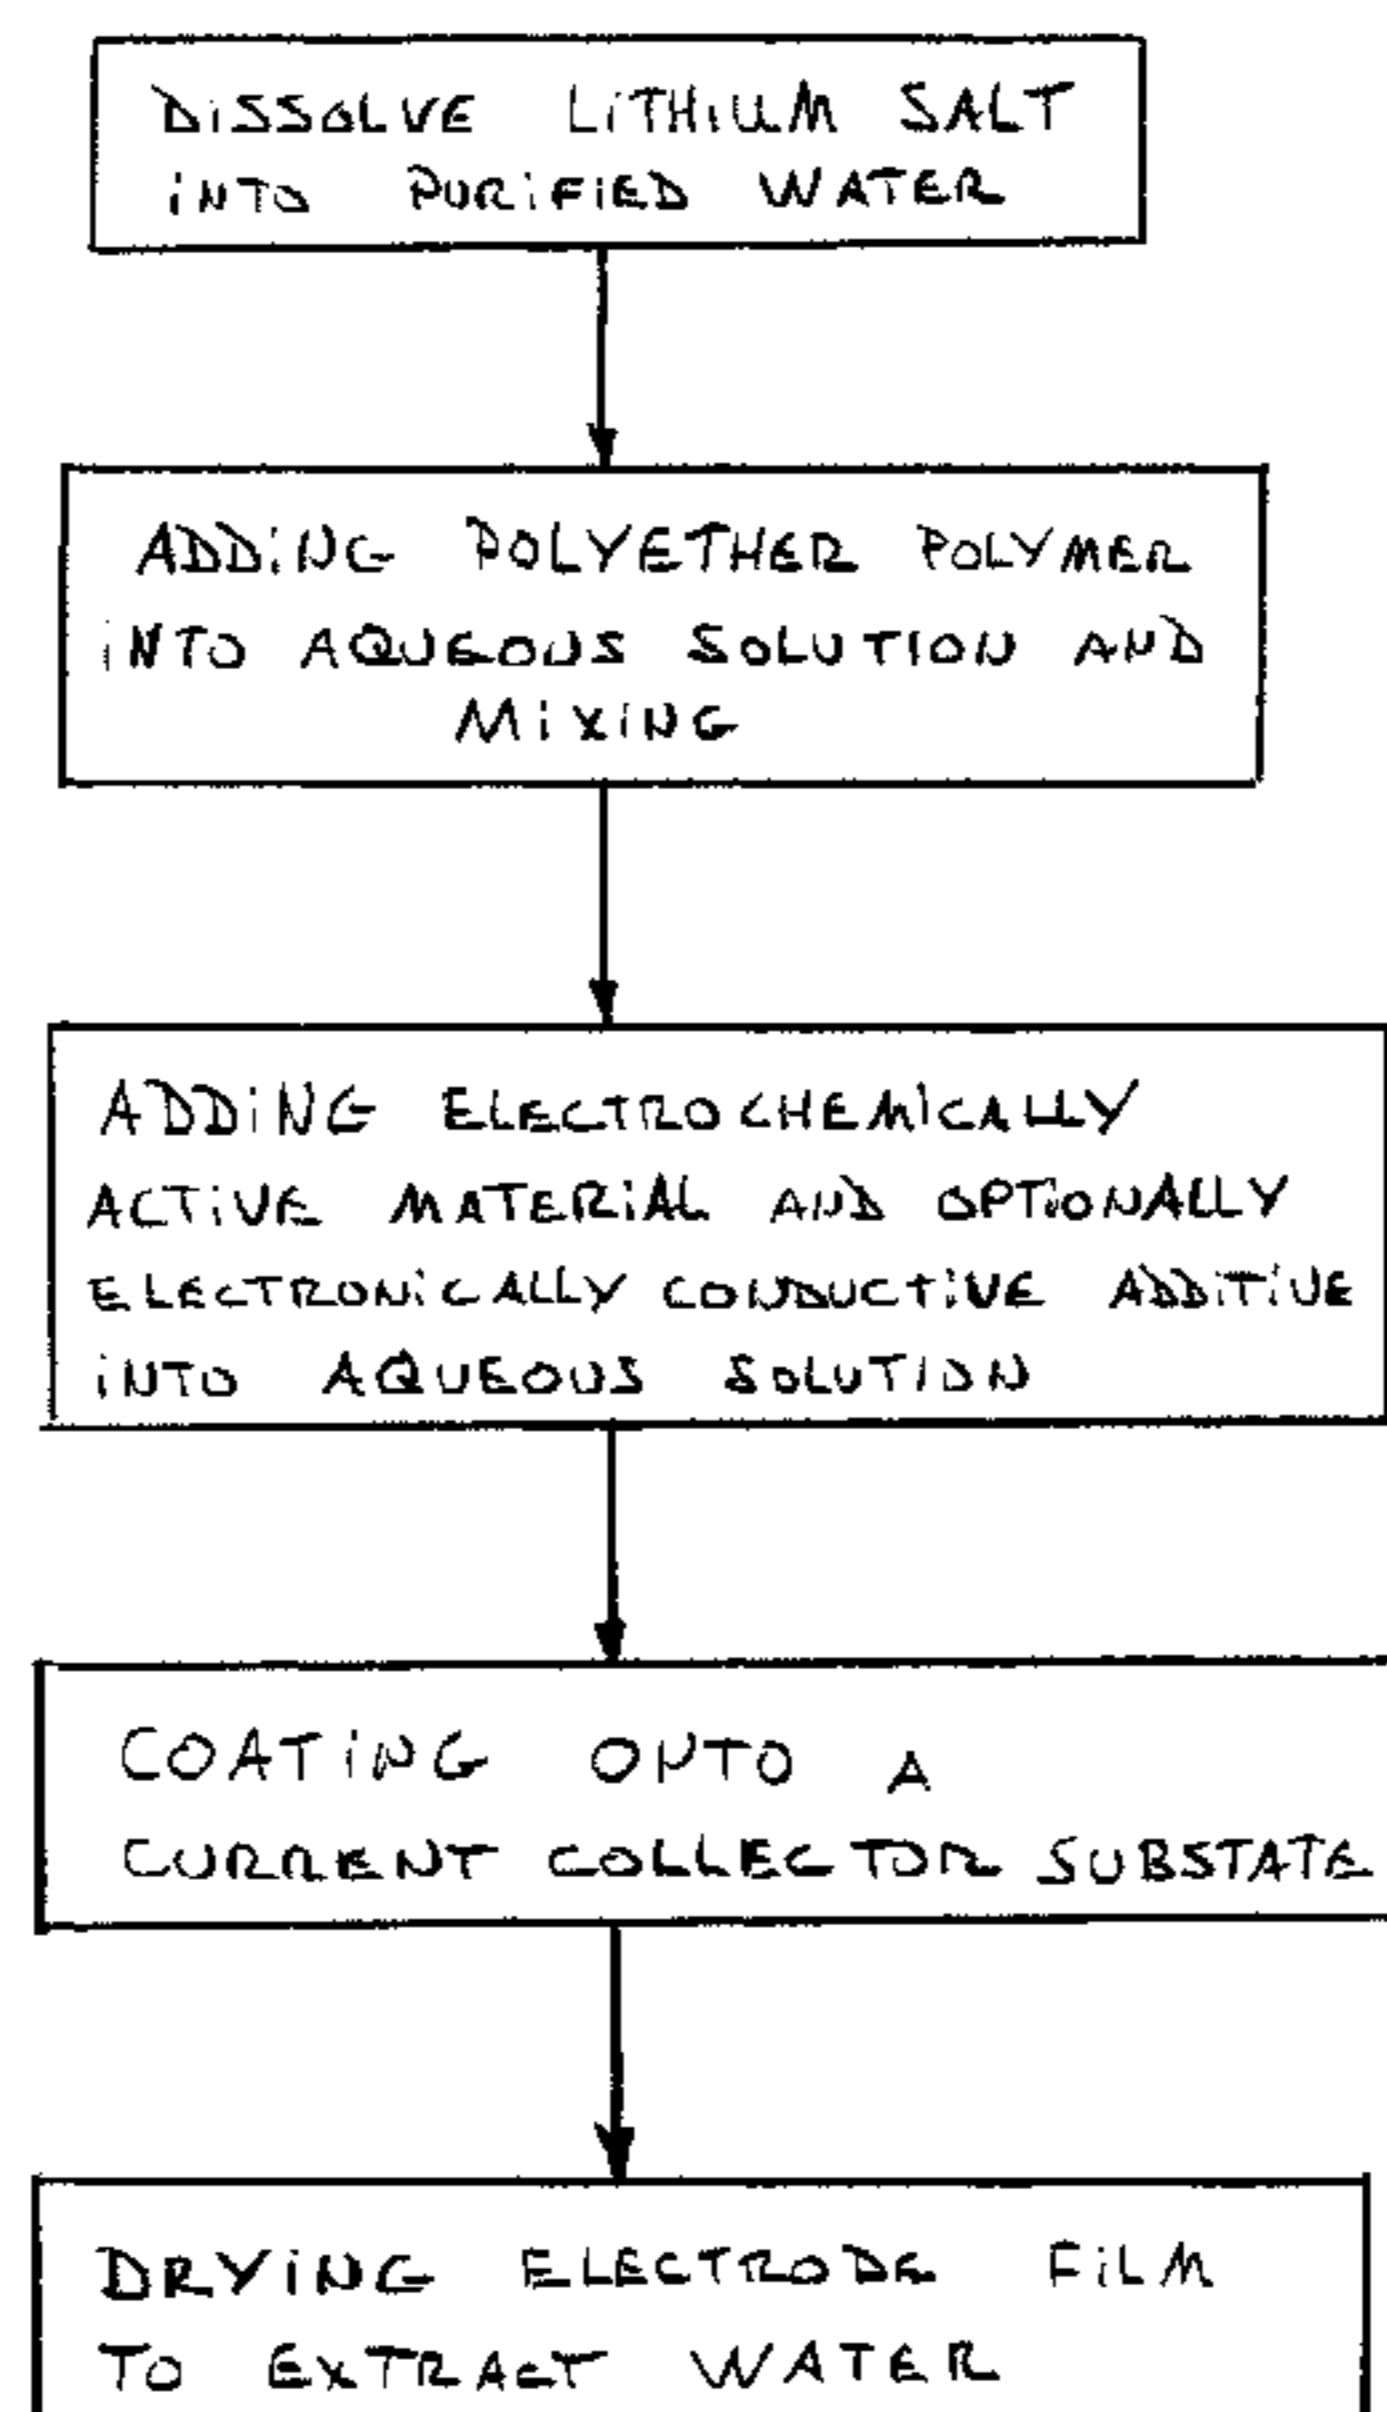 DISSOLVE LITHIUM SALT
INTO PURIFIED WATER
ADDING POLYETHER POLYMER
INTO AQUEOUS SOLUTION AND
MIXING
ADDING ELECTROCHEMICALLY
ACTIVE MATERIAL AND OPTIONALLY
ELECTRONICALLY CONDUCTIVE ADDITIVE
INTO AQUEOUS SOLUTION
COATING ONTO A
CURRENT COLLECTOR SUBSTATE
DRYING ELECTRODE FILM
TO EXTRACT WATER